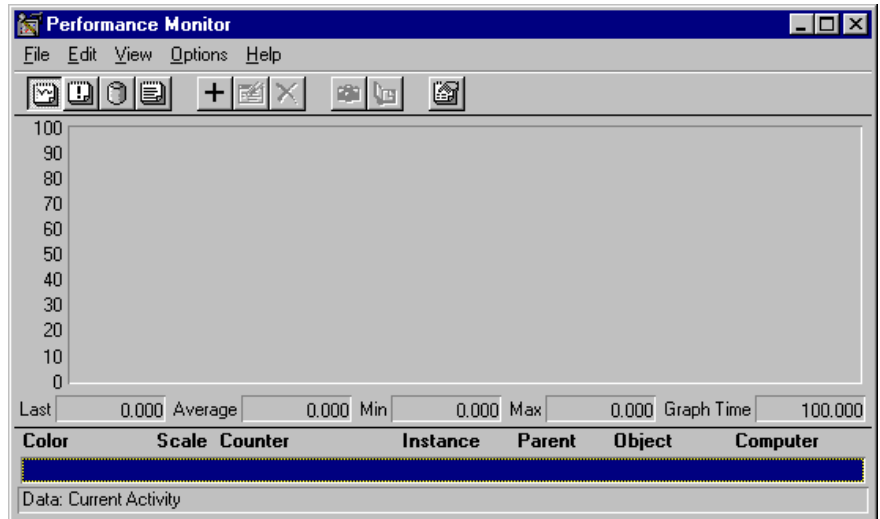 Performance Monitor
File Edit View Options Help
100
90
80
70
60
50
40
30
20
10
0
Last 0.000 Average 0.000 Min 0.000 Max 0.000 Graph Time 100.000
Color Scale Counter Instance Parent Object Computer
Data: Current Activity